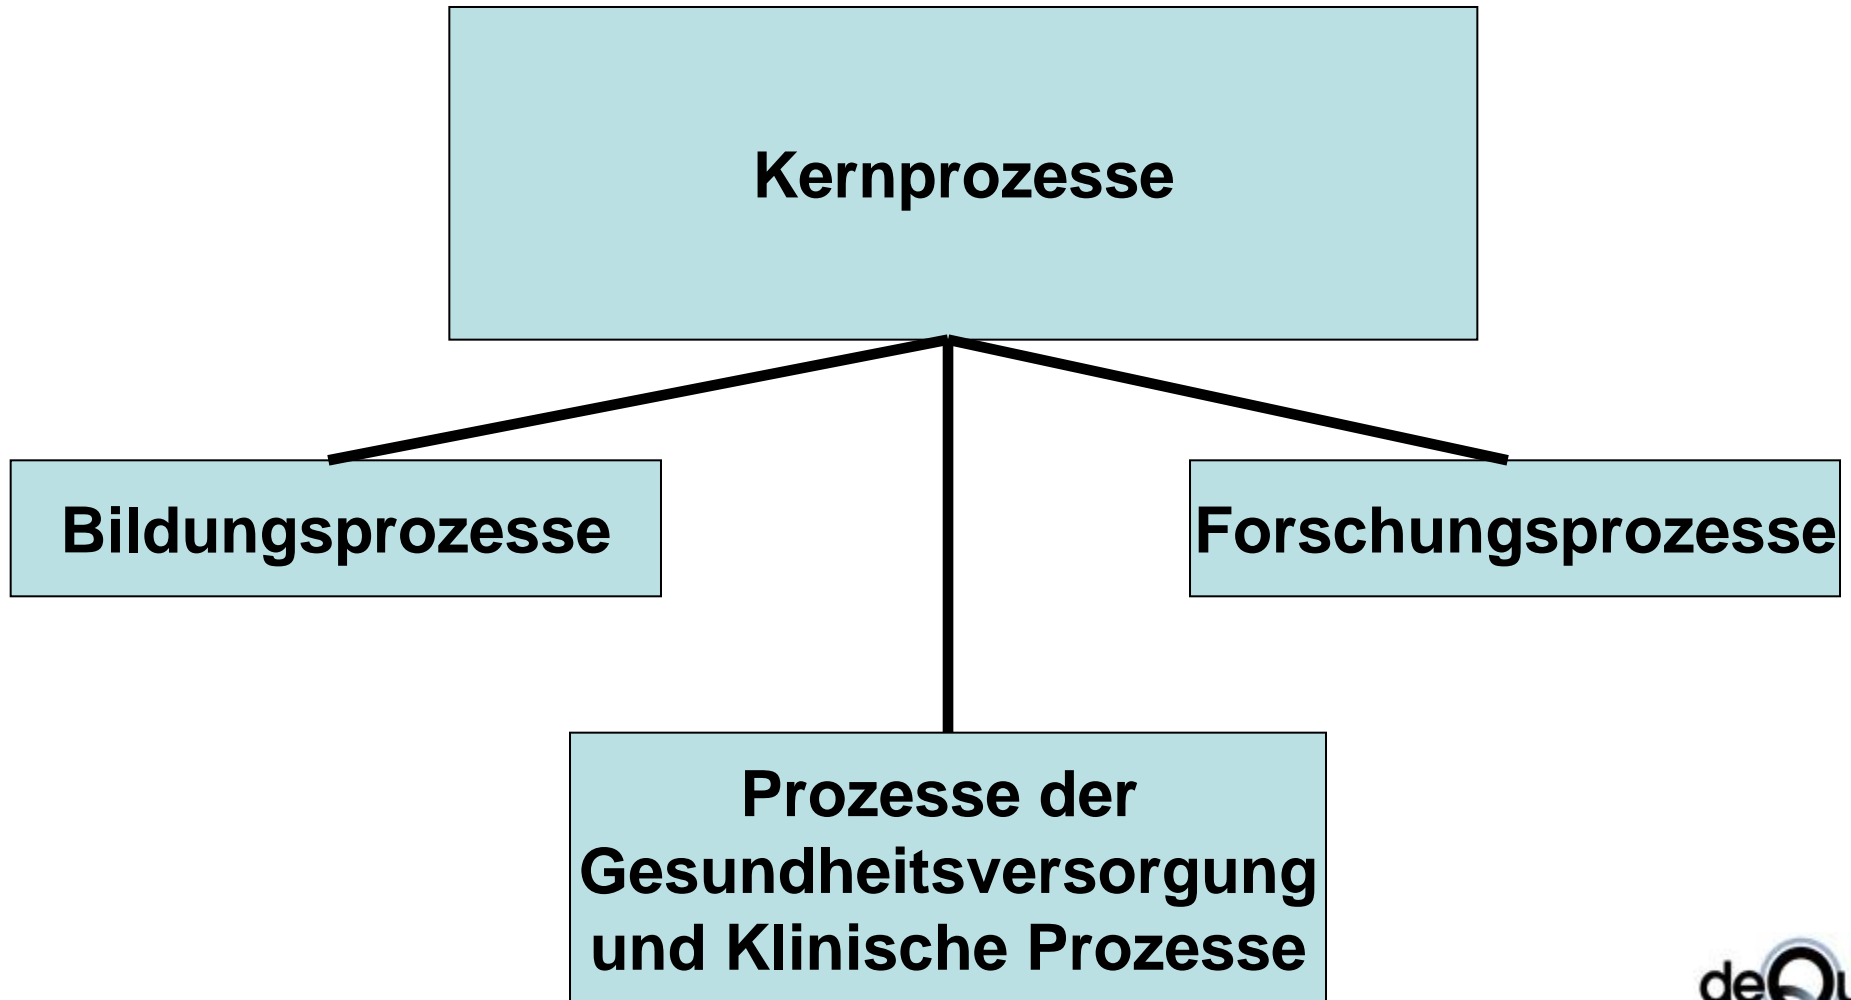 Kernprozesse
Bildungsprozesse
Forschungsprozesse
Prozesse der
Gesundheitsversorgung
und Klinische Prozesse